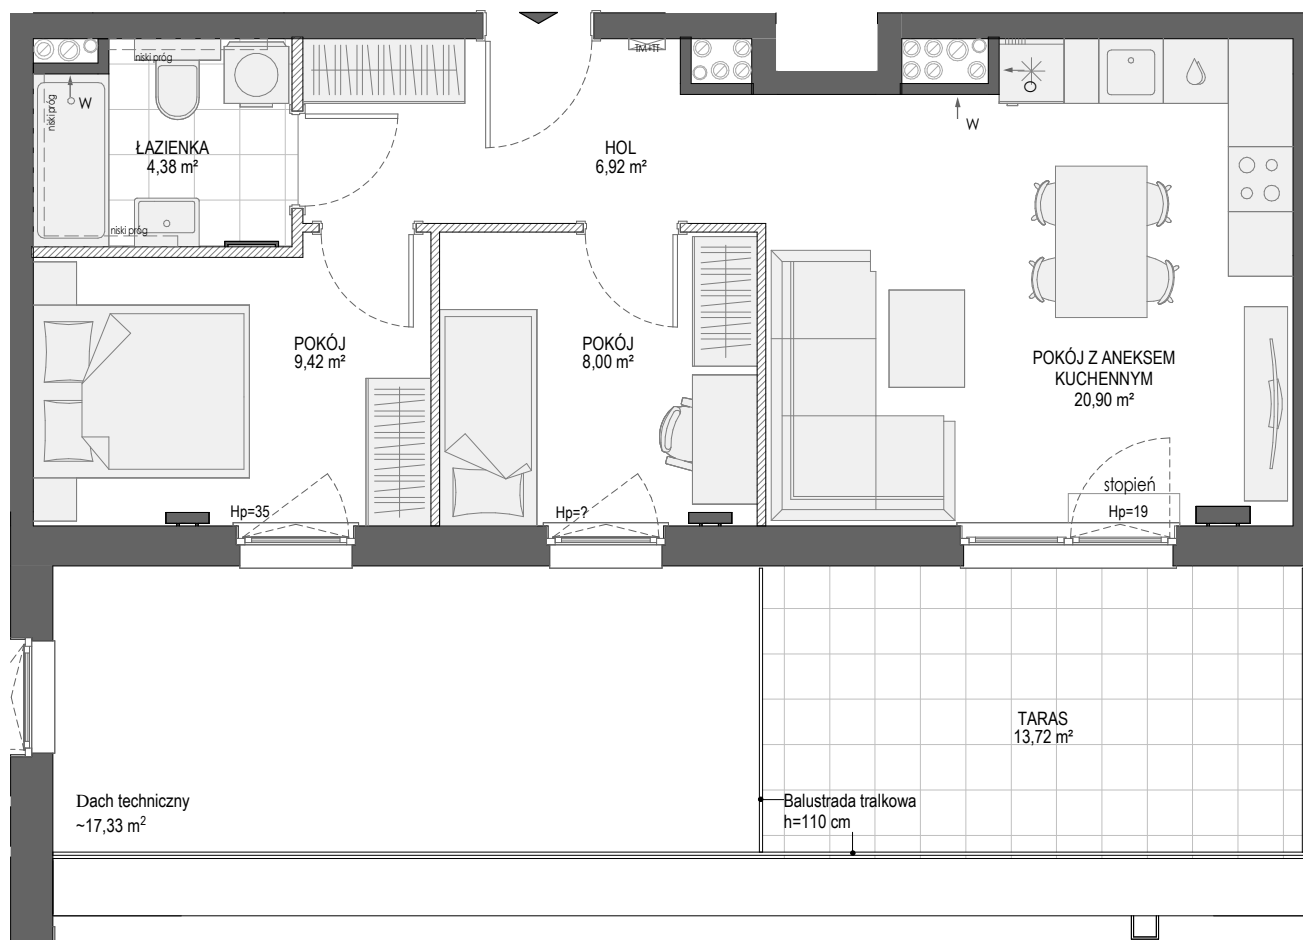 niski próg
TM+TT
niski próg
W
W
ŁAZIENKA
4,38 m²
HOL
6,92 m²
niski próg
POKÓJ
9,42 m²
POKÓJ
8,00 m²
POKÓJ Z ANEKSEM
KUCHENNYM
20,90 m²
stopień
Hp=35
Hp=?
Hp=19
TARAS
13,72 m²
Dach techniczny
~17,33 m²
Balustrada tralkowa
h=110 cm